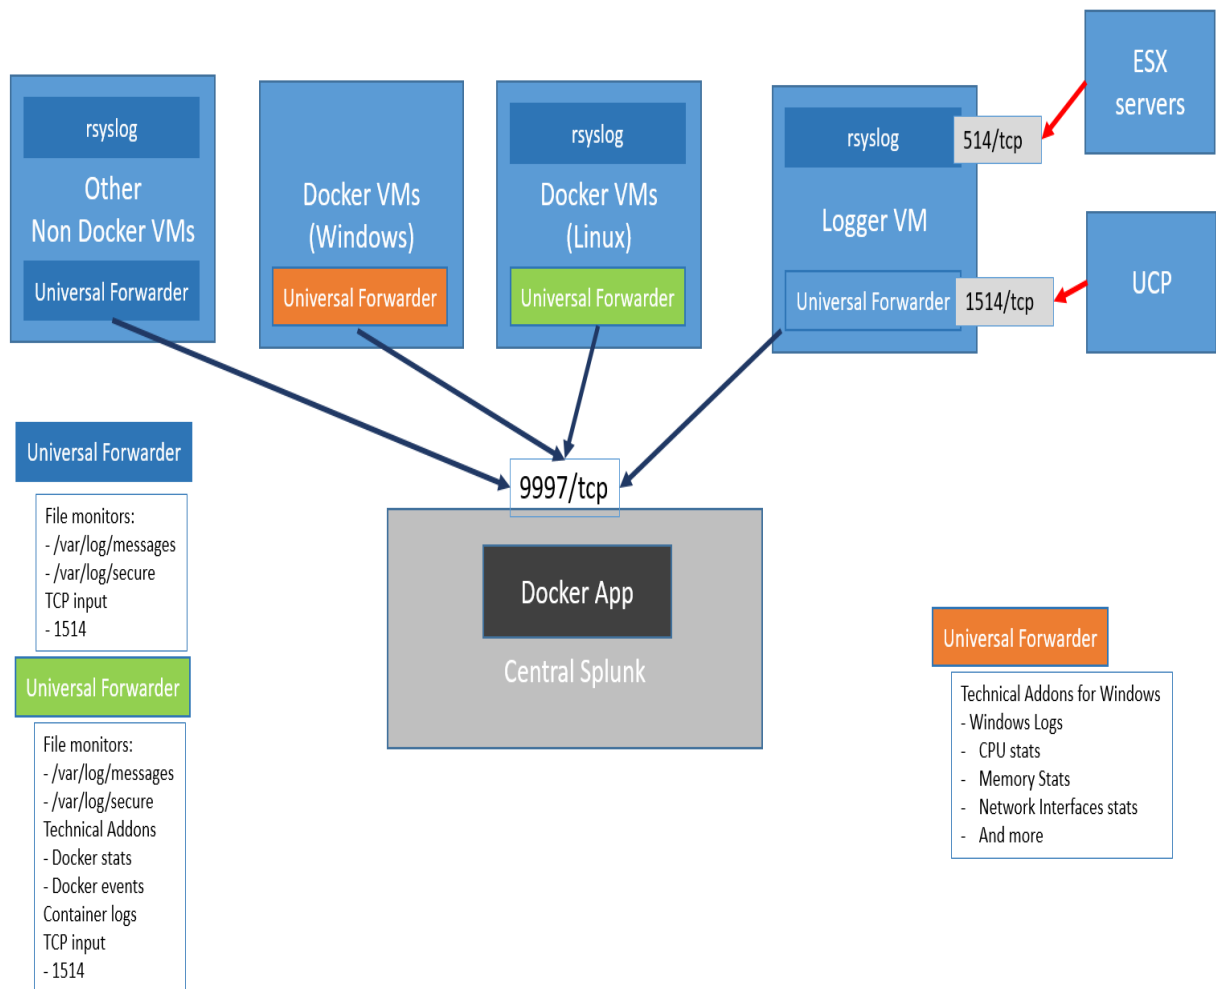 ESX
servers
rsyslog
Other
Non Docker VMs
Universal Forwarder
Docker VMs
(Windows)
Universal Forwarder
rsyslog
Docker VMs
(Linux)
Universal Forwarder
rsyslog
514/tcp
Logger VM
Universal Forwarder
1514/tcp
UCP
9997/tcp
Docker App
Central Splunk
Universal Forwarder
File monitors:
- /var/log/messages
- /var/log/secure
TCP input
- 1514
Universal Forwarder
File monitors:
- /var/log/messages
- /var/log/secure
Technical Addons
- Docker stats
- Docker events
Container logs
TCP input
- 1514
Universal Forwarder
Technical Addons for Windows
- Windows Logs
- CPU stats
- Memory Stats
- Network Interfaces stats
- And more